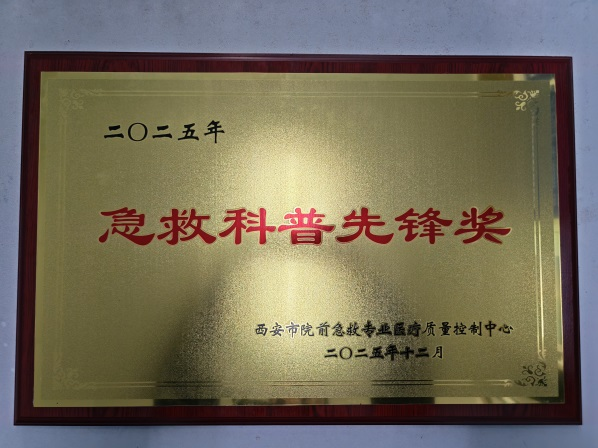 二〇二五年
急救科普先锋奖
西安市院前急救专业医疗质量控制中心
二〇二五年十二月